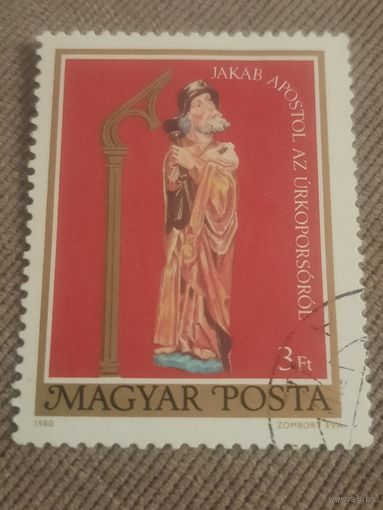 JAKAB APOSTOL AZ ÚRKOPORSÓRÓL
3 Ft
MAGYAR POSTA
1980 ZOMBORY ÉVA